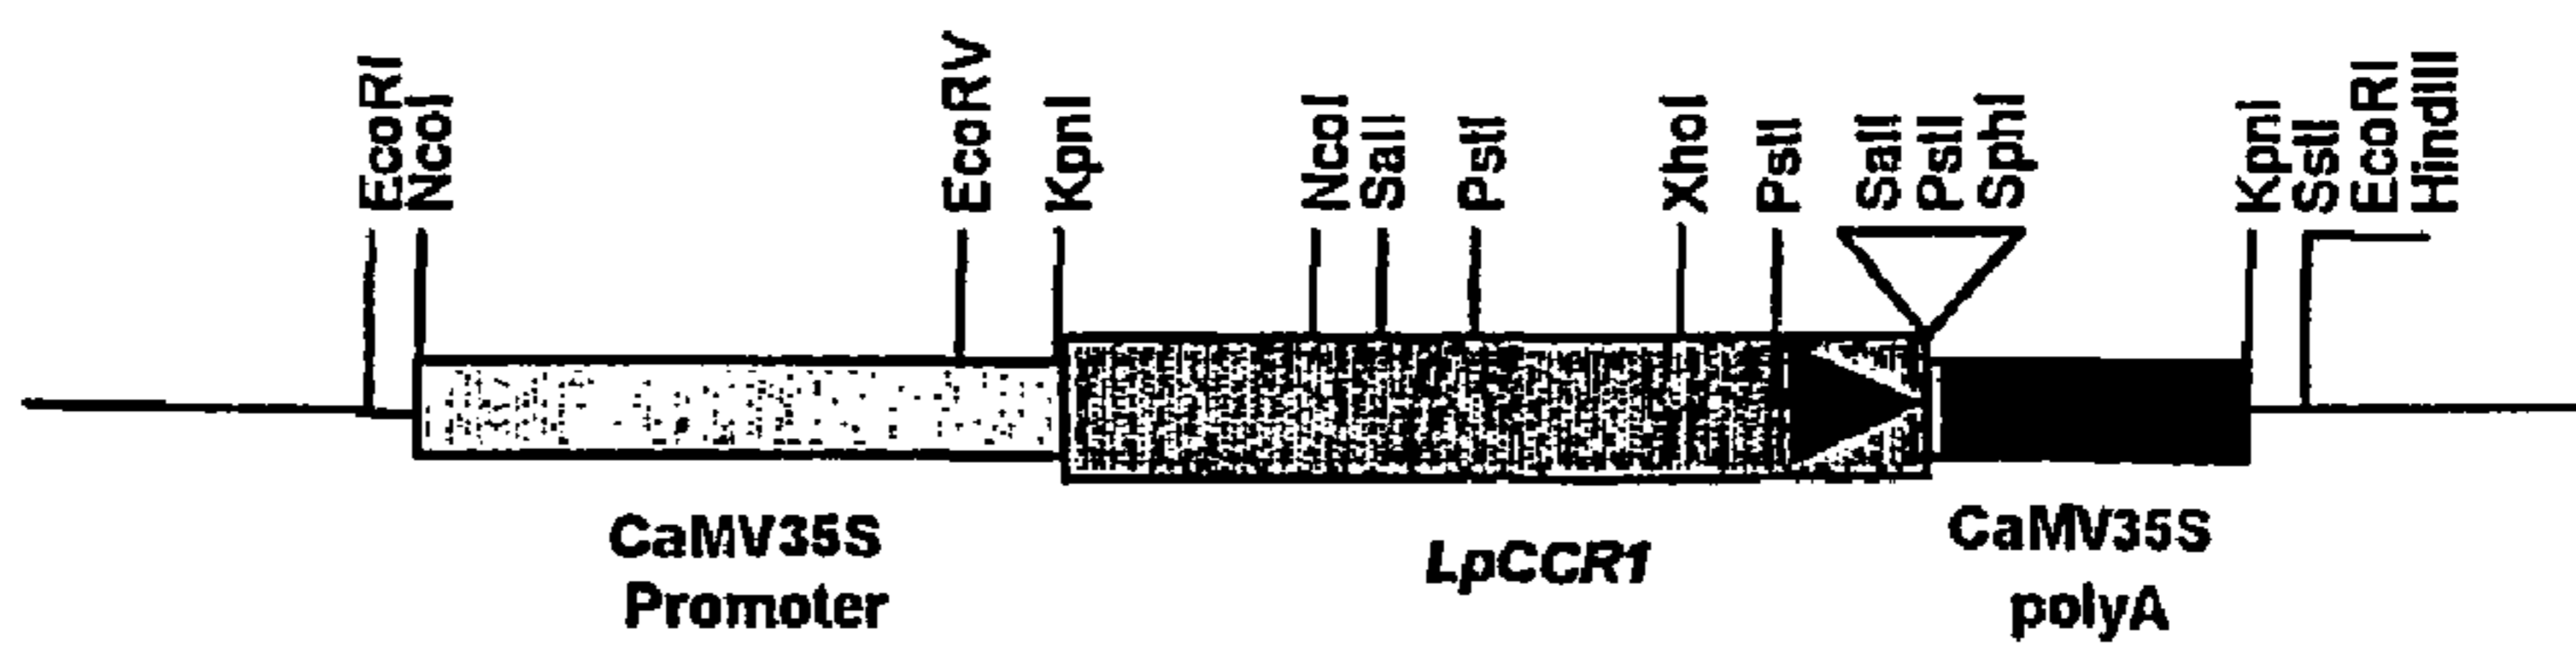 EcoRI
NcoI
EcoRV
KpnI
NcoI
SalI
PstI
XhoI
PstI
SalI
PstI
SphI
KpnI
SstI
EcoRI
HindIII
CaMV35S
Promoter
LpCCR1
CaMV35S
polyA